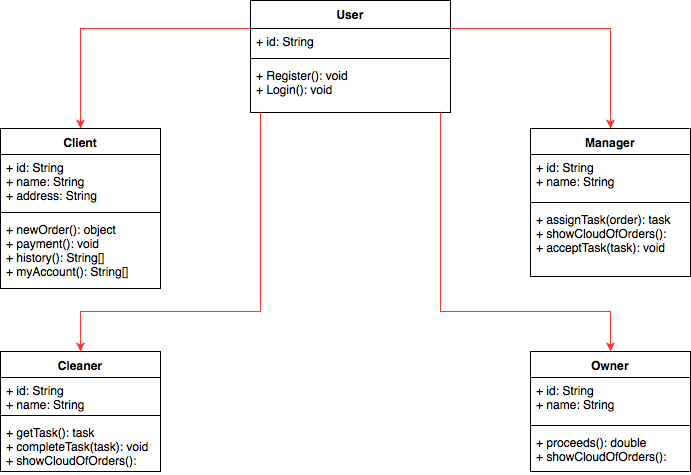 User
+ id: String
+ Register(): void
+ Login(): void
Client
+ id: String
+ name: String
+ address: String
+ newOrder(): object
+ payment(): void
+ history(): String[]
+ myAccount(): String[]
Manager
+ id: String
+ name: String
+ assignTask(order): task
+ showCloudOfOrders():
+ acceptTask(task): void
Cleaner
+ id: String
+ name: String
+ getTask(): task
+ completeTask(task): void
+ showCloudOfOrders():
Owner
+ id: String
+ name: String
+ proceeds(): double
+ showCloudOfOrders():